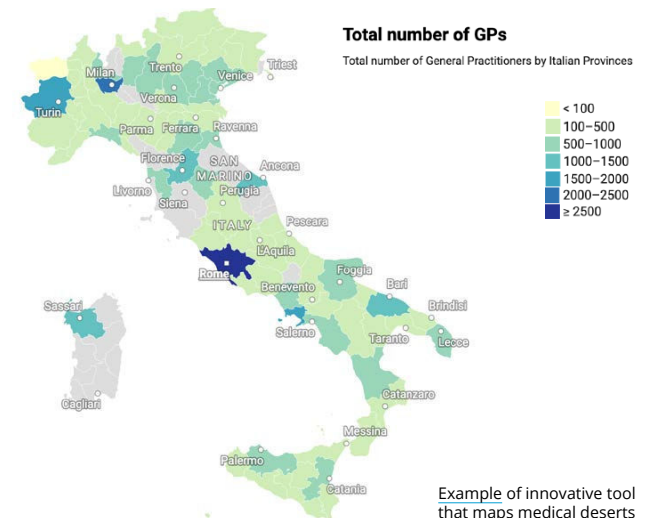 Total number of GPs
Total number of General Practitioners by Italian Provinces
< 100
100–500
500–1000
1000–1500
1500–2000
2000–2500
≥ 2500
Milan
Trento
Venice
Triest
Verona
Turin
Parma
Ferrara
Ravenna
Florence
SAN
MARINO
Ancona
Livorno
Siena
Perugia
ITALY
Pescara
L'Aquila
Rome
Foggia
Benevento
Bari
Brindisi
Salerno
Taranto
Lecce
Sassari
Cagliari
Catanzaro
Messina
Palermo
Catania
Example of innovative tool
that maps medical deserts